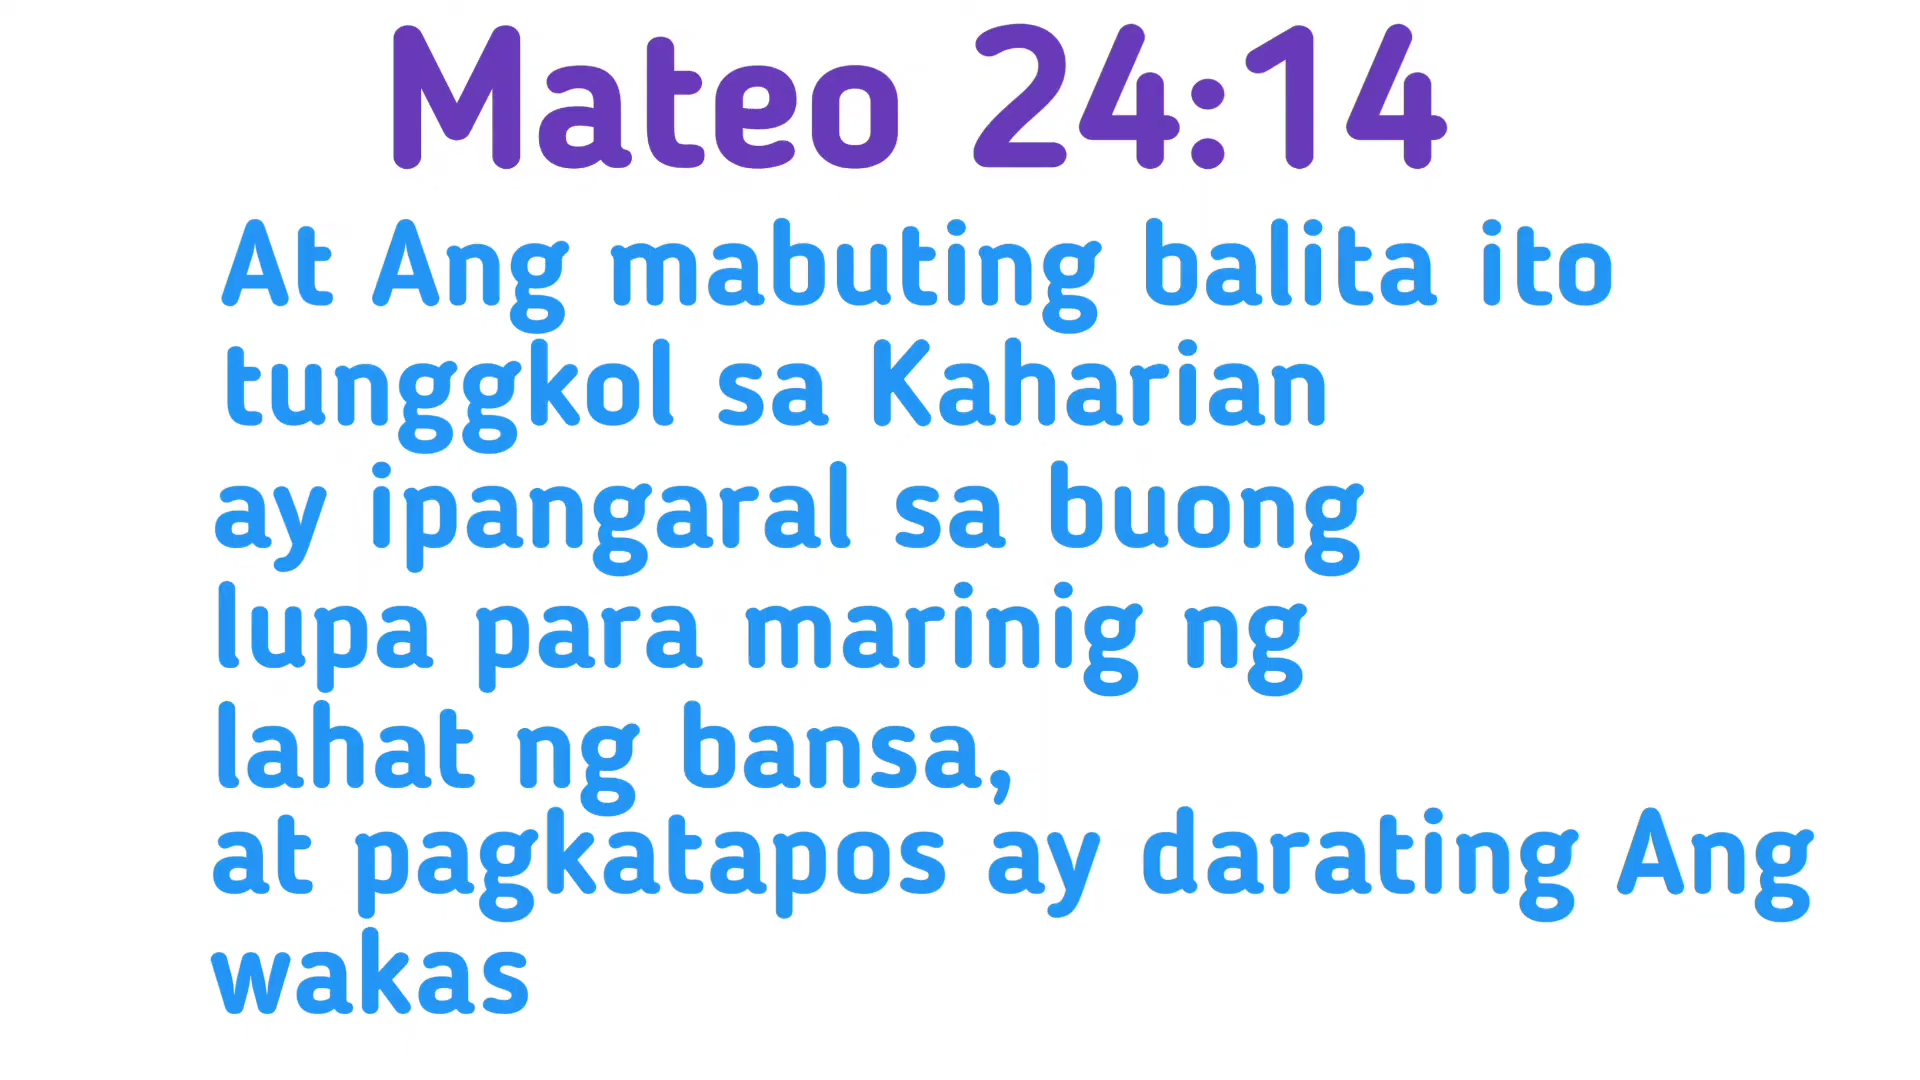 Mateo 24:14
At Ang mabuting balita ito
tunggkol sa Kaharian
ay ipangaral sa buong
lupa para marinig ng
lahat ng bansa,
at pagkatapos ay darating Ang
wakas